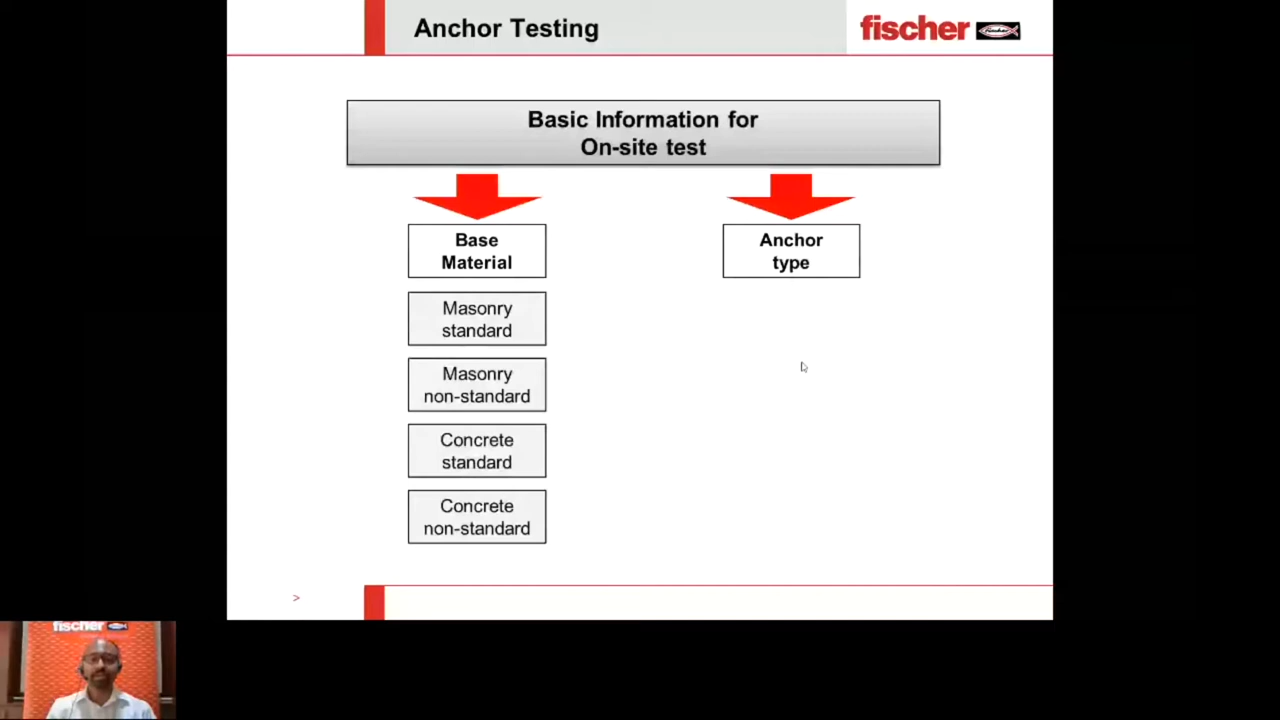 Anchor Testing
fischer
Basic Information for
On-site test
Base
Material
Anchor
type
Masonry
standard
Masonry
non-standard
Concrete
standard
Concrete
non-standard
>
fischer